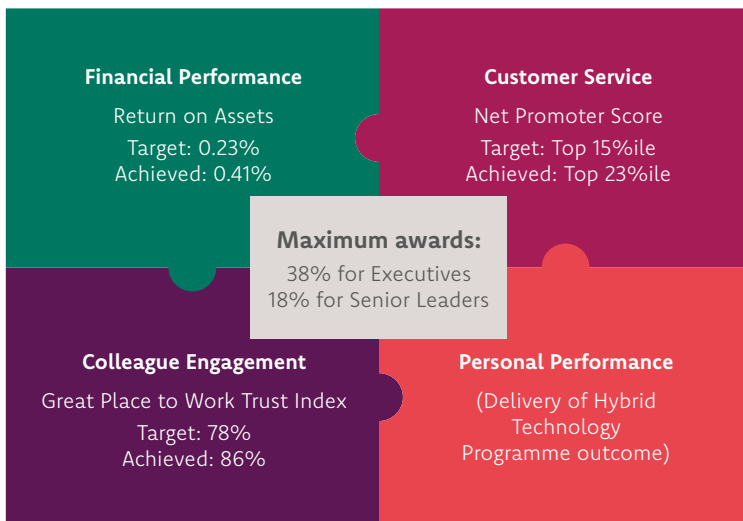 Financial Performance
Return on Assets
Target: 0.23%
Achieved: 0.41%
Customer Service
Net Promoter Score
Target: Top 15%ile
Achieved: Top 23%ile
Maximum awards:
38% for Executives
18% for Senior Leaders
Colleague Engagement
Great Place to Work Trust Index
Target: 78%
Achieved: 86%
Personal Performance
(Delivery of Hybrid
Technology
Programme outcome)